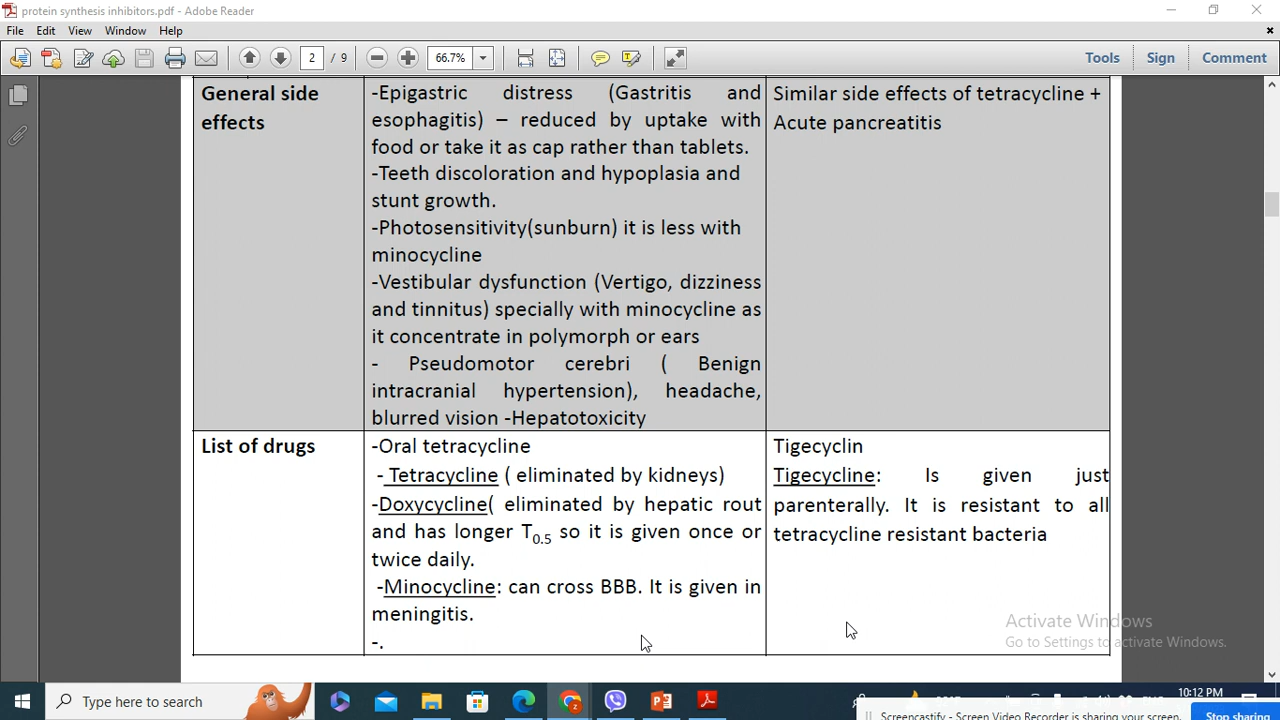 protein synthesis inhibitors.pdf - Adobe Reader
File Edit View Window Help
2 / 9 66.7% Tools Sign Comment
General side
effects
-Epigastric distress (Gastritis and
esophagitis) – reduced by uptake with
food or take it as cap rather than tablets.
-Teeth discoloration and hypoplasia and
stunt growth.
-Photosensitivity(sunburn) it is less with
minocycline
-Vestibular dysfunction (Vertigo, dizziness
and tinnitus) specially with minocycline as
it concentrate in polymorph or ears
- Pseudomotor cerebri ( Benign
intracranial hypertension), headache,
blurred vision -Hepatotoxicity
Similar side effects of tetracycline +
Acute pancreatitis
List of drugs
-Oral tetracycline
- Tetracycline ( eliminated by kidneys)
-Doxycycline( eliminated by hepatic rout
and has longer T0.5 so it is given once or
twice daily.
-Minocycline: can cross BBB. It is given in
meningitis.
-.
Tigecyclin
Tigecycline: Is given just
parenterally. It is resistant to all
tetracycline resistant bacteria
Activate Windows
Go to Settings to activate Windows.
Type here to search
10:12 PM
Screencastify - Screen Video Recorder is sharing your screen.
Stop sharing